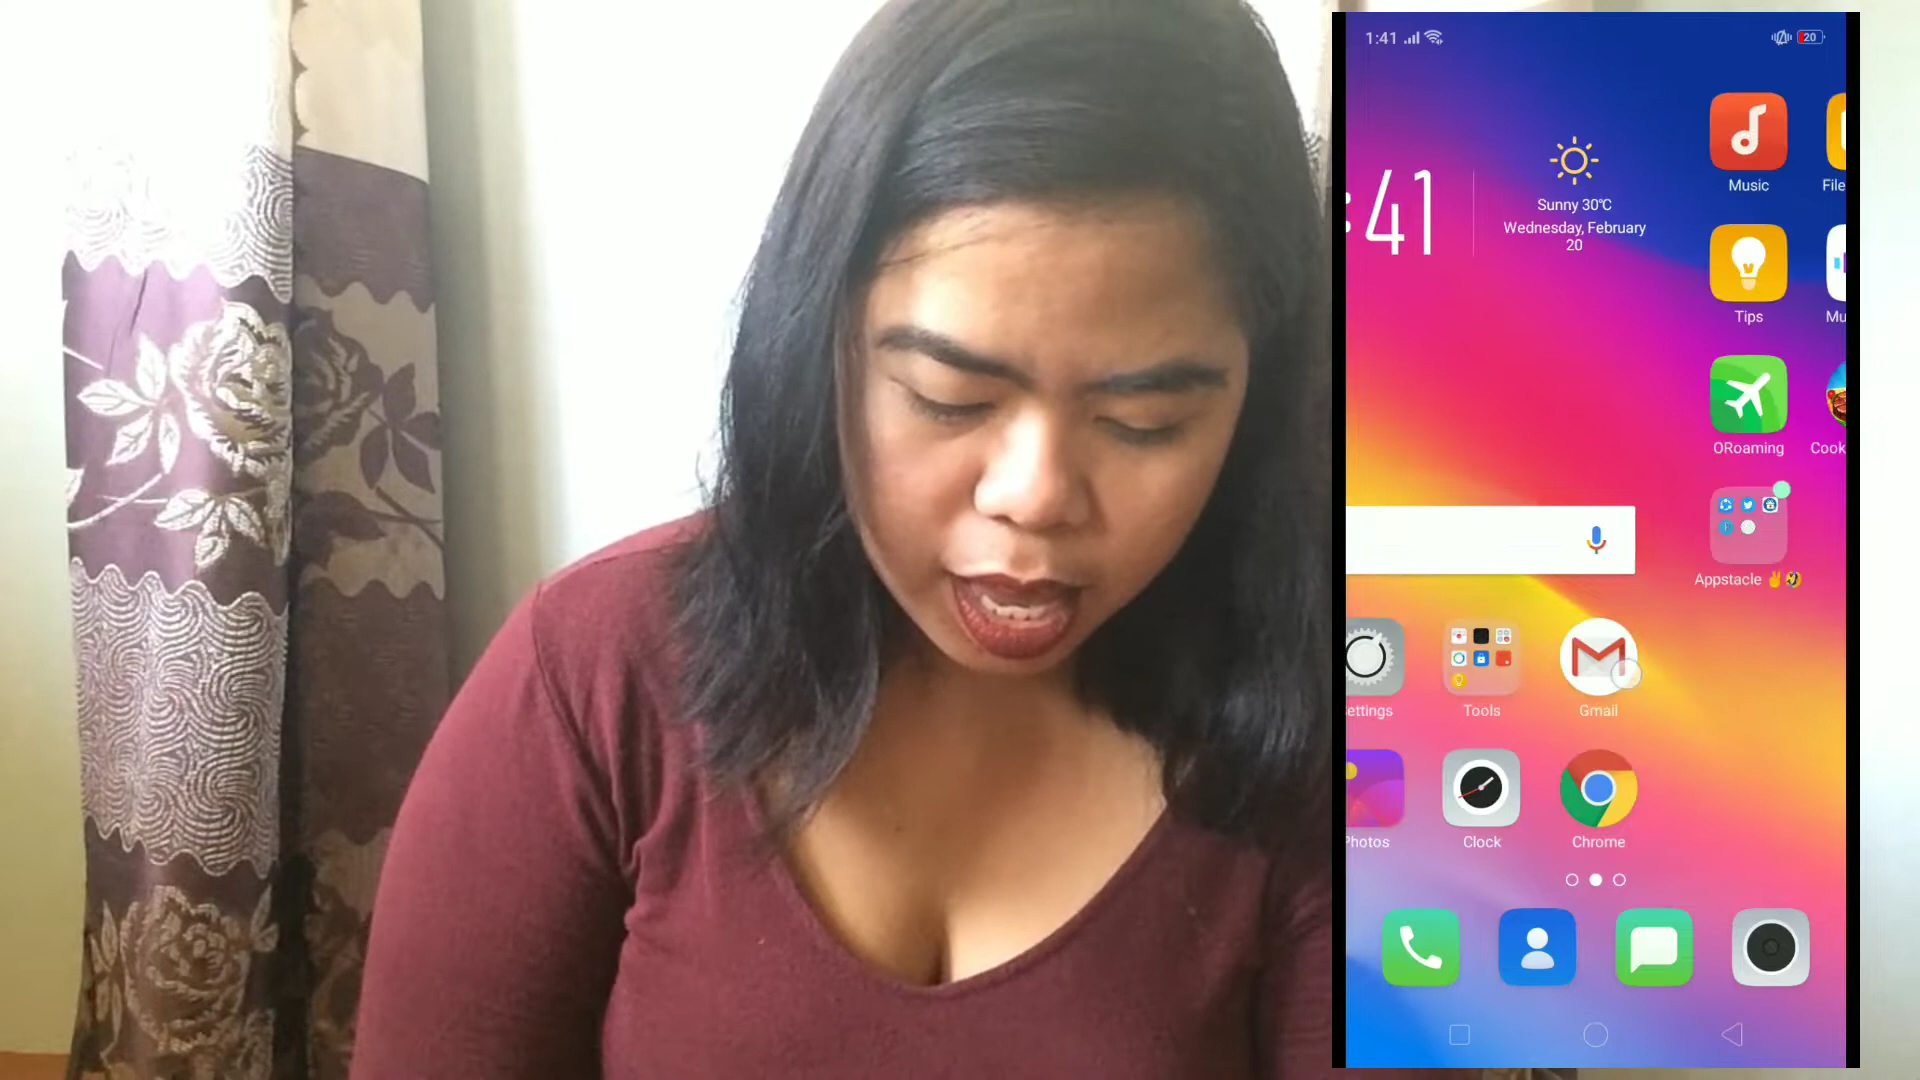 1:41
20
:41
Sunny 30℃
Wednesday, February
20
Music
File
Tips
Mu
ORoaming
Cook
Appstacle ✌🤣
ettings
Tools
Gmail
Photos
Clock
Chrome